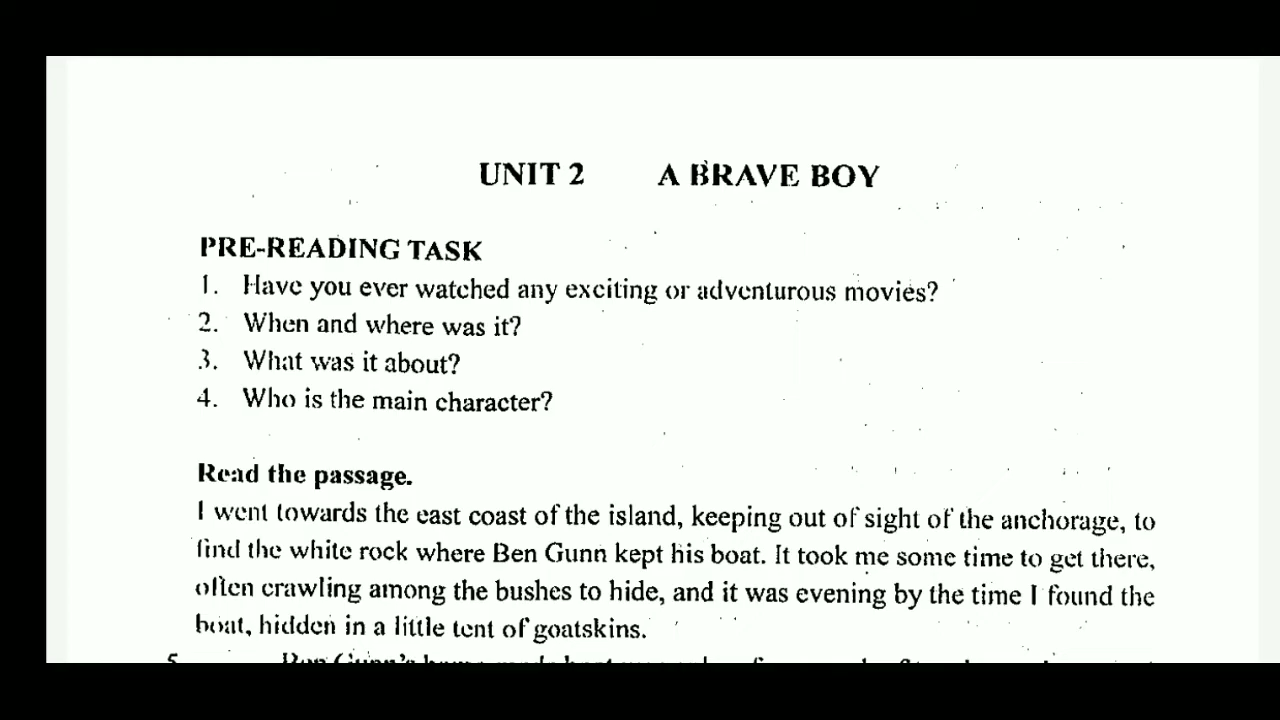 UNIT 2 A BRAVE BOY
PRE-READING TASK
1. Have you ever watched any exciting or adventurous movies?
2. When and where was it?
3. What was it about?
4. Who is the main character?
Read the passage.
I went towards the east coast of the island, keeping out of sight of the anchorage, to
find the white rock where Ben Gunn kept his boat. It took me some time to get there,
often crawling among the bushes to hide, and it was evening by the time I found the
boat, hidden in a little tent of goatskins.
5 Ben Gunn's